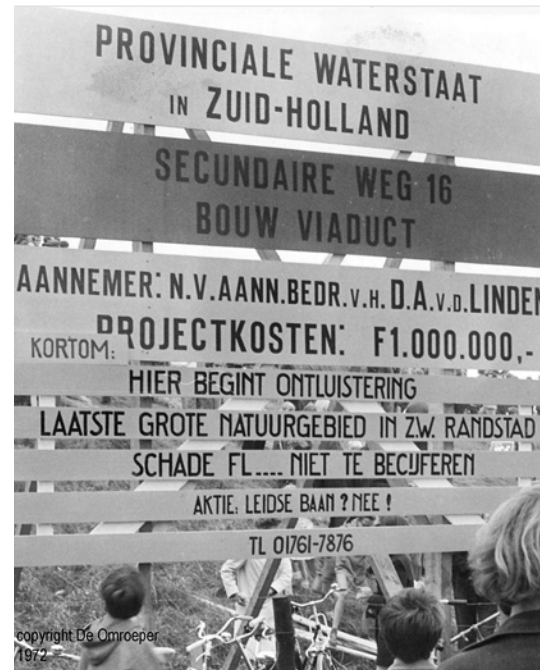 PROVINCIALE WATERSTAAT
IN ZUID-HOLLAND
SECUNDAIRE WEG 16
BOUW VIADUCT
AANNEMER: N.V.AANN.BEDR.V.H. D.A.V.D.LINDEN
PROJECTKOSTEN: F1.000.000,-
KORTOM:
HIER BEGINT ONTLUISTERING
LAATSTE GROTE NATUURGEBIED IN Z.W. RANDSTAD
SCHADE FL.... NIET TE BECIJFEREN
AKTIE: LEIDSE BAAN? NEE!
TL 01761-7876
copyright De Omroeper
1972